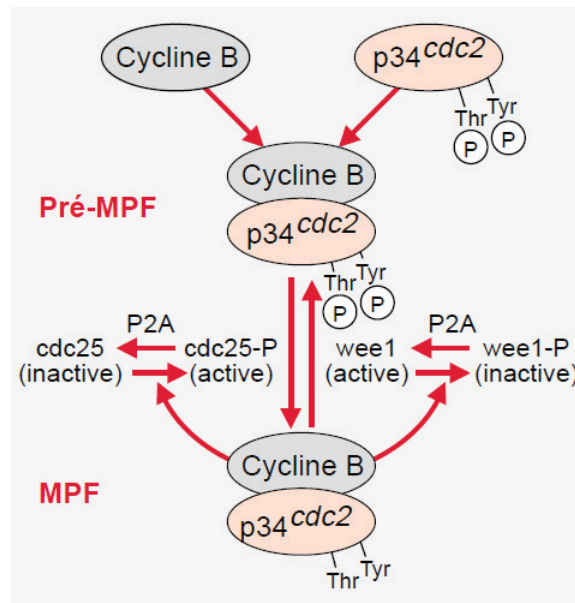 Cycline B
p34cdc2
Thr Tyr
P P
Cycline B
Pré-MPF
p34cdc2
Thr Tyr
P P
P2A
cdc25 cdc25-P
(inactive) (active)
P2A
wee1 wee1-P
(active) (inactive)
Cycline B
MPF
p34cdc2
Thr Tyr